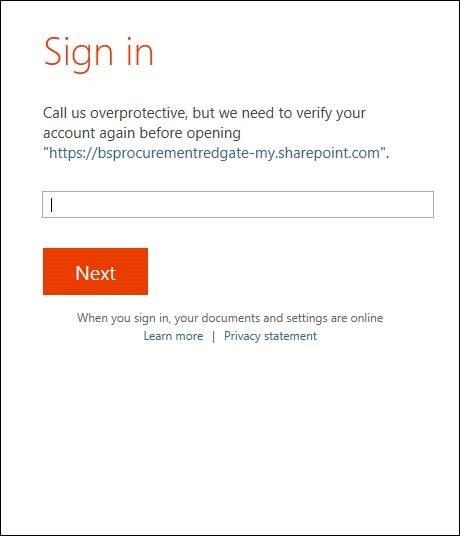 Sign in
Call us overprotective, but we need to verify your
account again before opening
"https://bsprocurementredgate-my.sharepoint.com".
Next
When you sign in, your documents and settings are online
Learn more | Privacy statement